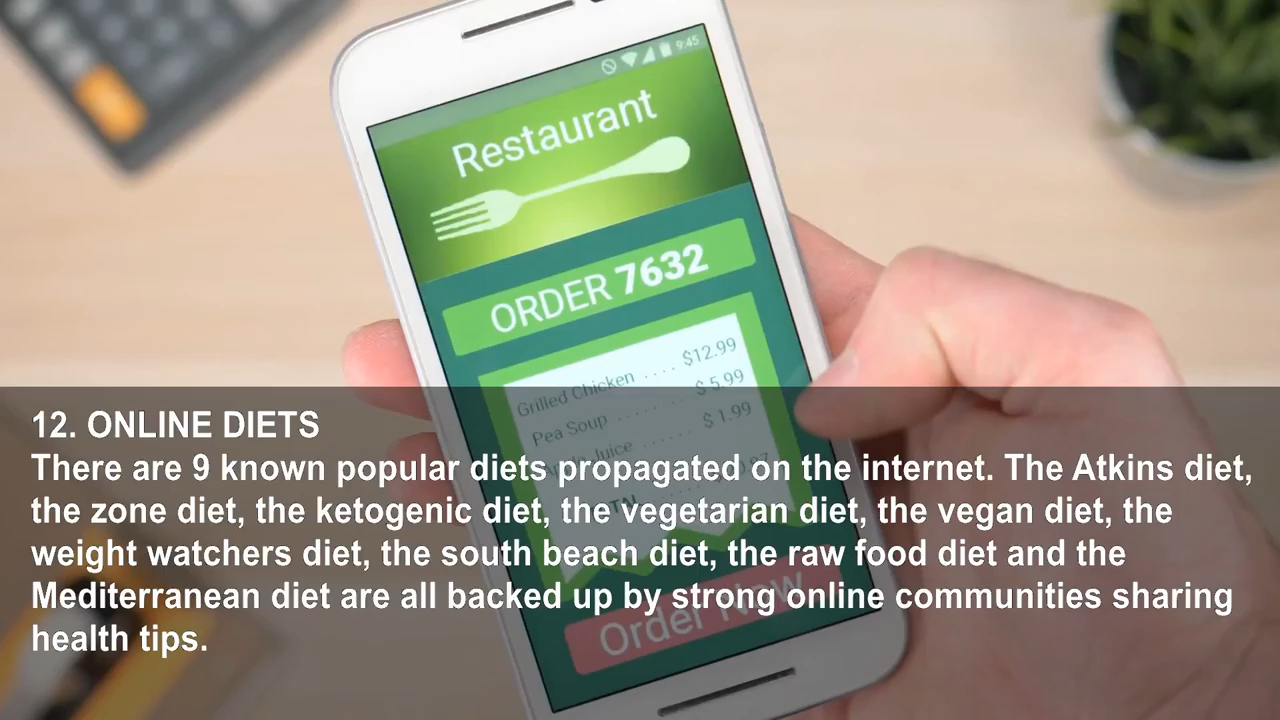 9:45
Restaurant
ORDER 7632
Grilled Chicken .... $12.99
Pea Soup ........ $ 5.99
Juice ....... $ 1.99
Order Now
12. ONLINE DIETS
There are 9 known popular diets propagated on the internet. The Atkins diet,
the zone diet, the ketogenic diet, the vegetarian diet, the vegan diet, the
weight watchers diet, the south beach diet, the raw food diet and the
Mediterranean diet are all backed up by strong online communities sharing
health tips.